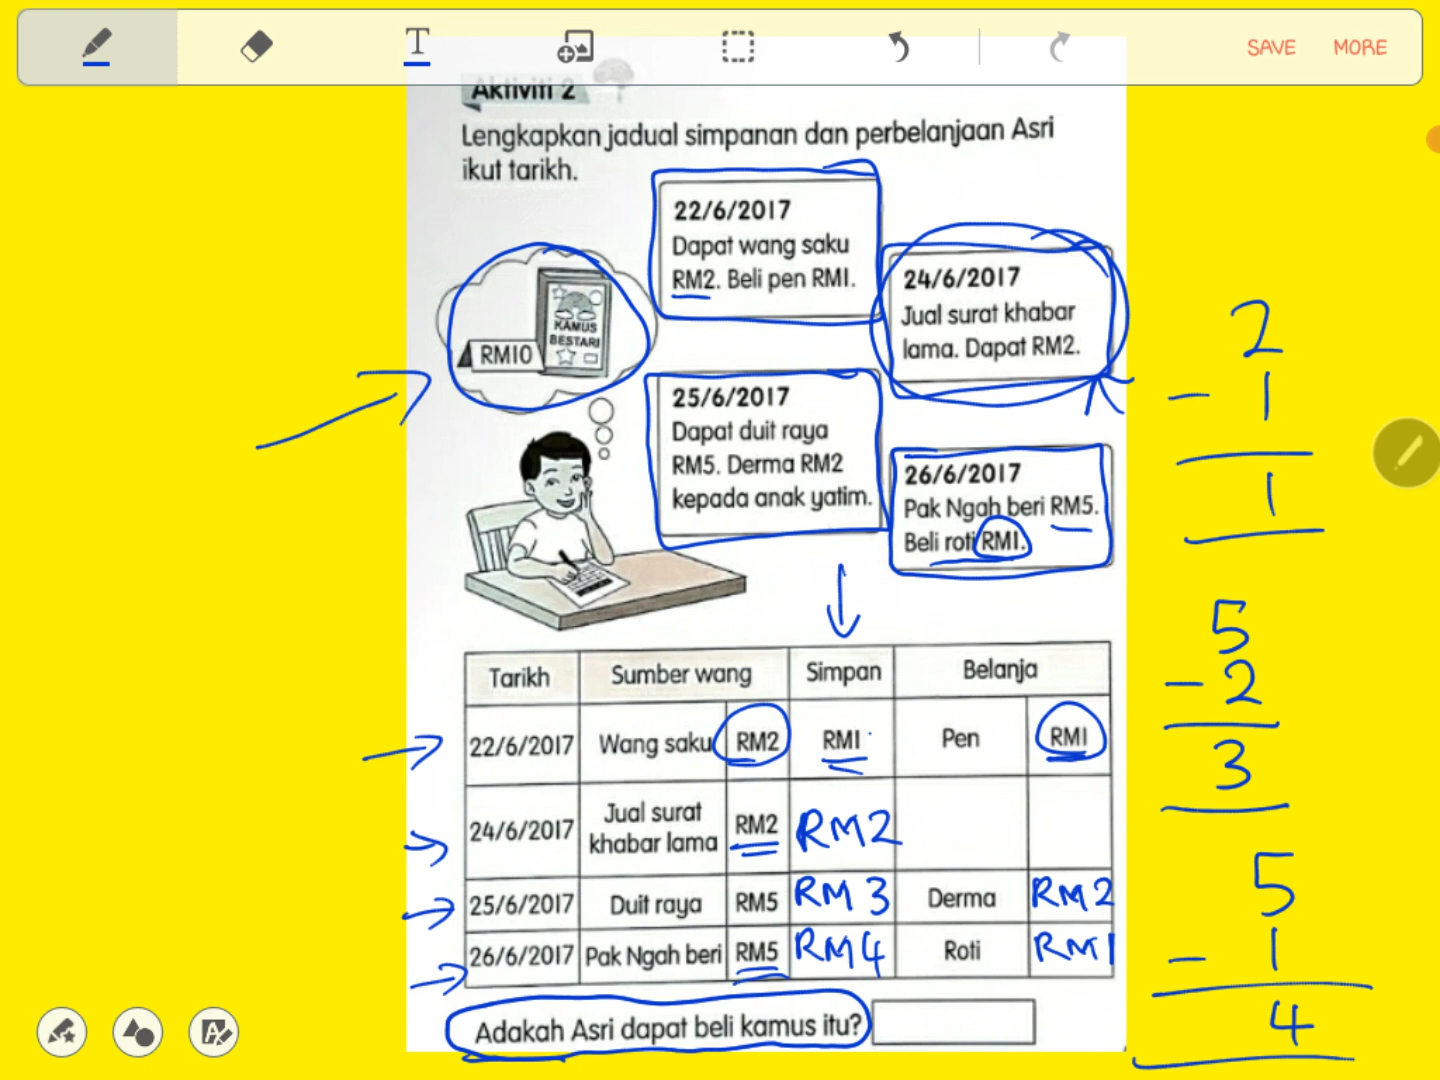 T
SAVE MORE
Aktiviti 2
Lengkapkan jadual simpanan dan perbelanjaan Asri
ikut tarikh.
22/6/2017
Dapat wang saku
RM2. Beli pen RM1.
24/6/2017
Jual surat khabar
lama. Dapat RM2.
KAMUS
BESTARI
RM10
25/6/2017
Dapat duit raya
RM5. Derma RM2
kepada anak yatim.
26/6/2017
Pak Ngah beri RM5.
Beli roti RM1.
Tarikh Sumber wang Simpan Belanja
22/6/2017 Wang saku RM2 RM1 Pen RM1
24/6/2017 Jual surat khabar lama RM2 RM2
25/6/2017 Duit raya RM5 RM3 Derma RM2
26/6/2017 Pak Ngah beri RM5 RM4 Roti RM1
Adakah Asri dapat beli kamus itu?
2
- 1
1
5
- 2
3
5
- 1
4
A